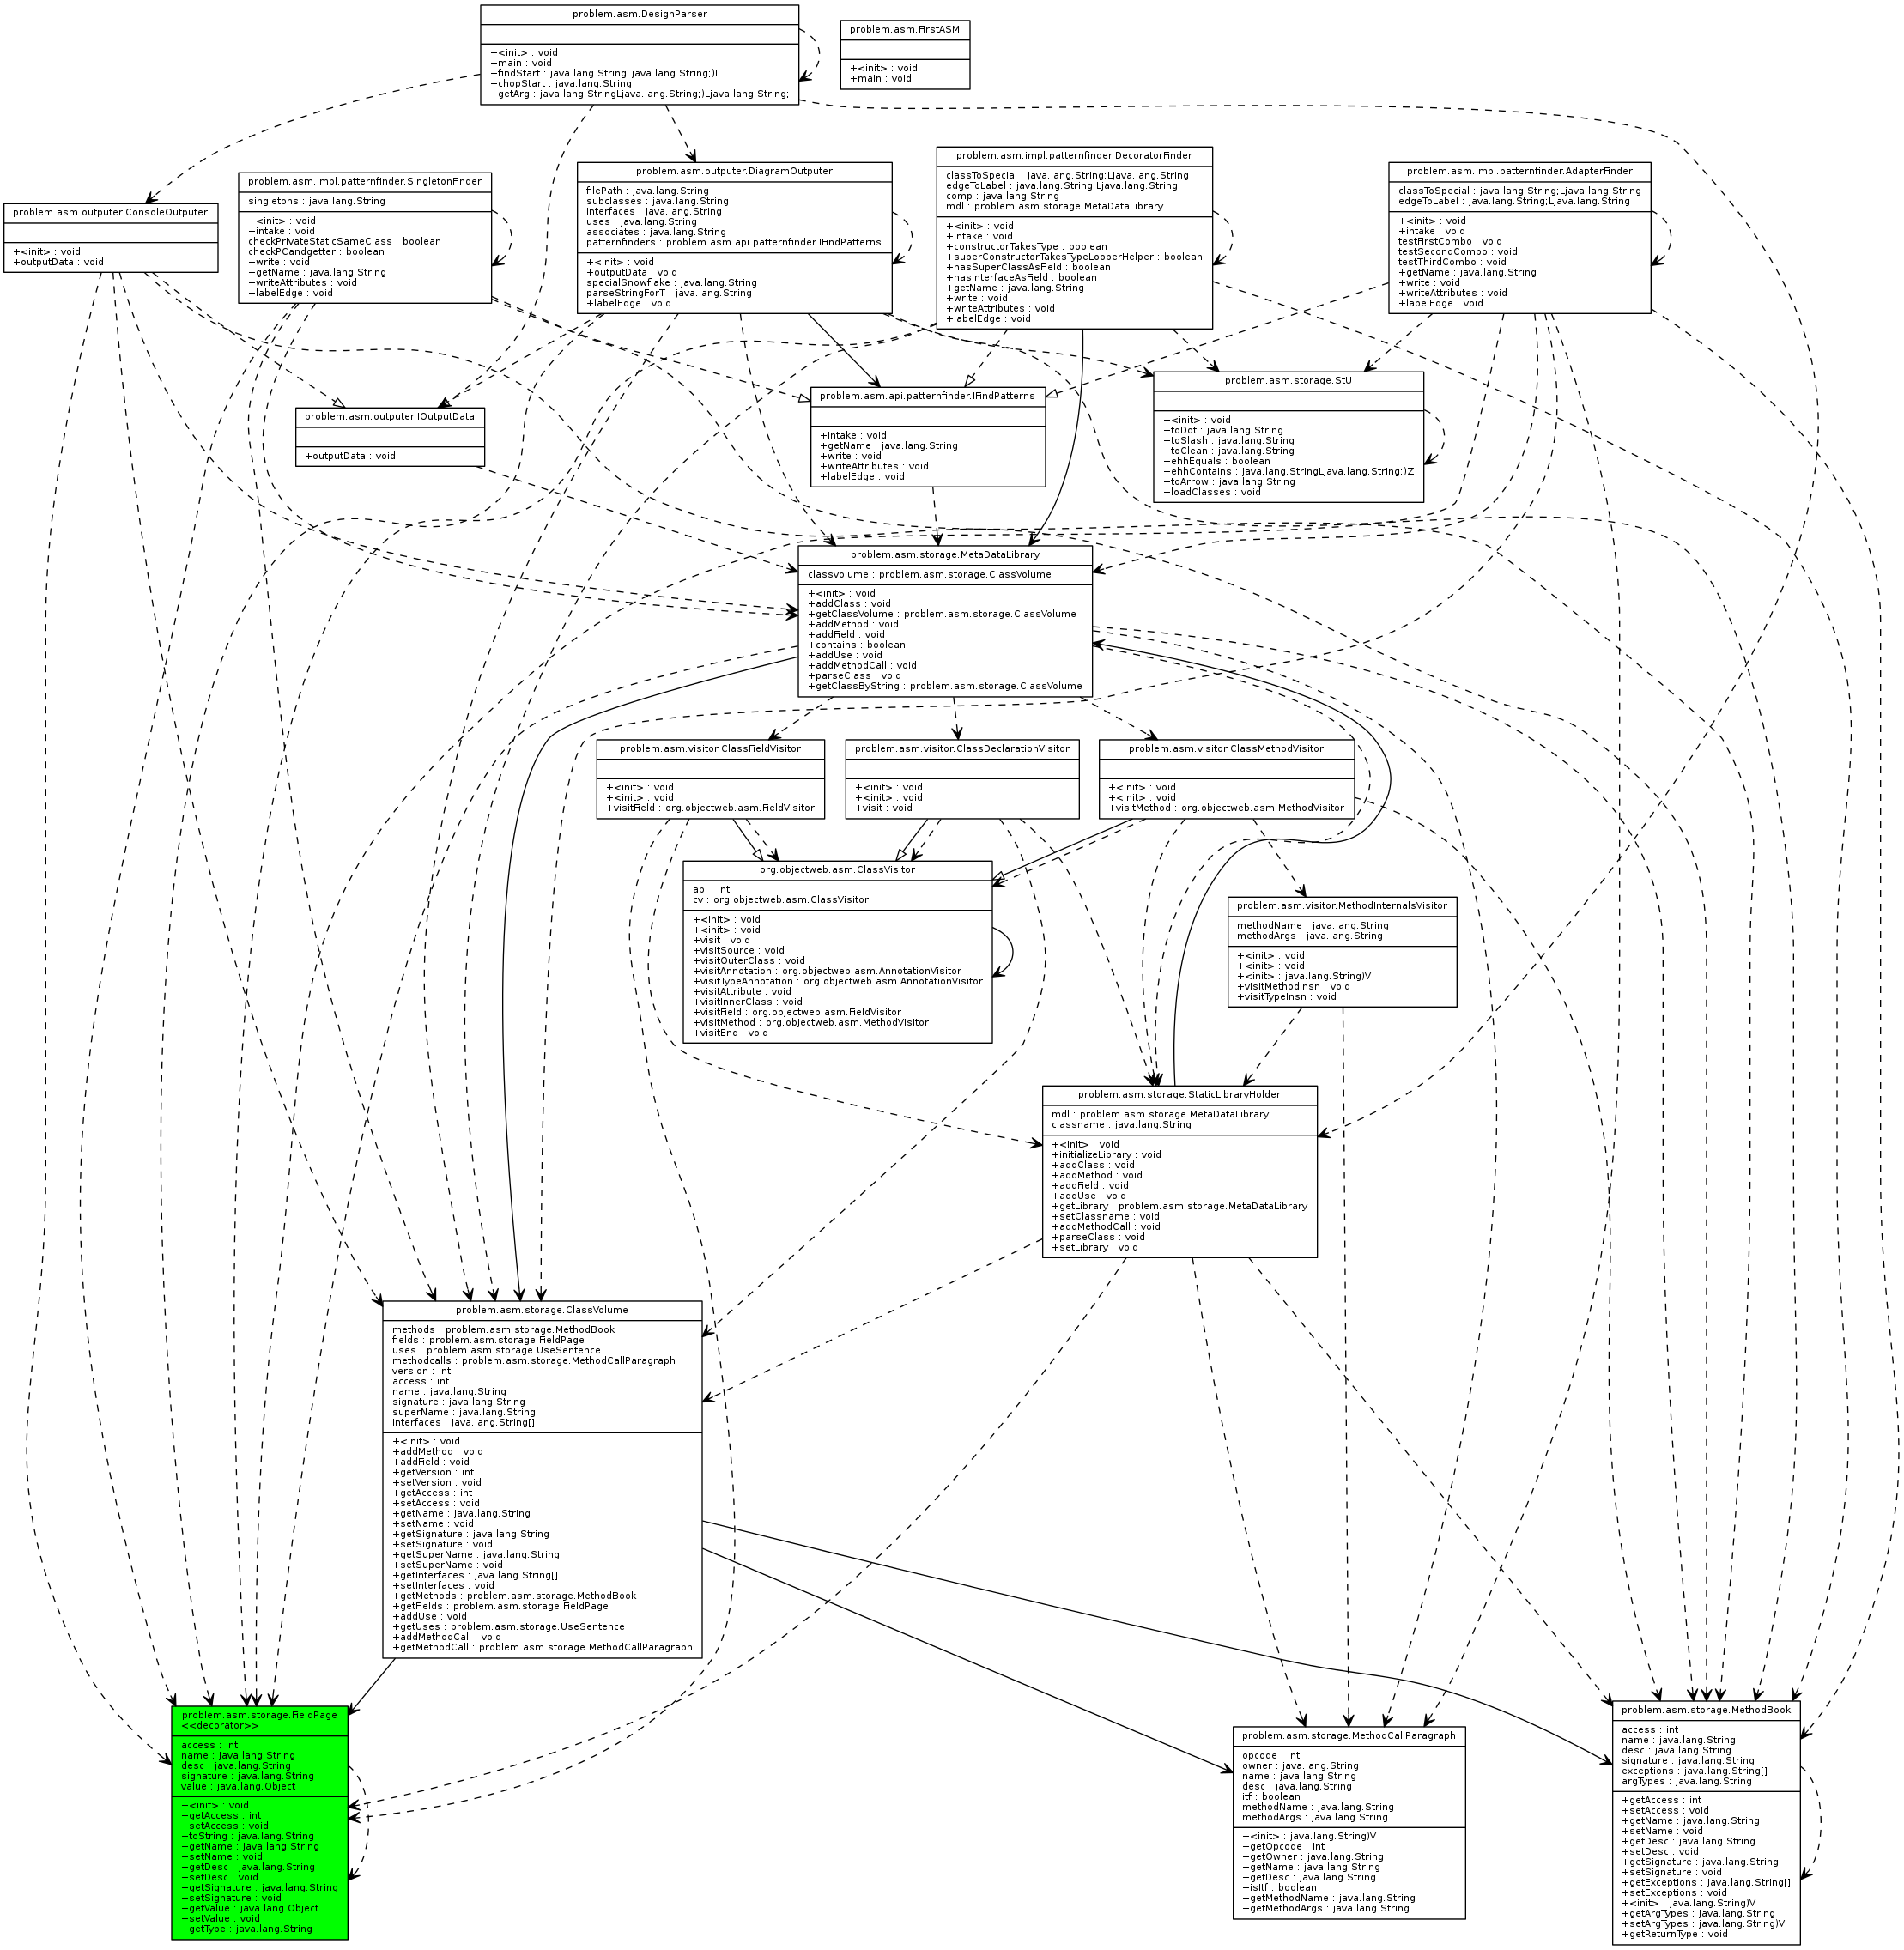 problem.asm.DesignParser
+<init> : void
+main : void
+findStart : java.lang.StringLjava.lang.String;)I
+chopStart : java.lang.String
+getArg : java.lang.StringLjava.lang.String;)Ljava.lang.String;
problem.asm.FirstASM
+<init> : void
+main : void
problem.asm.outputer.ConsoleOutputer
+<init> : void
+outputData : void
problem.asm.impl.patternfinder.SingletonFinder
singletons : java.lang.String
+<init> : void
+intake : void
checkPrivateStaticSameClass : boolean
checkPCandgetter : boolean
+write : void
+getName : java.lang.String
+writeAttributes : void
+labelEdge : void
problem.asm.outputer.DiagramOutputer
filePath : java.lang.String
subclasses : java.lang.String
interfaces : java.lang.String
uses : java.lang.String
associates : java.lang.String
patternfinders : problem.asm.api.patternfinder.IFindPatterns
+<init> : void
+outputData : void
specialSnowflake : java.lang.String
parseStringForT : java.lang.String
+labelEdge : void
problem.asm.impl.patternfinder.DecoratorFinder
classToSpecial : java.lang.String;Ljava.lang.String
edgeToLabel : java.lang.String;Ljava.lang.String
comp : java.lang.String
mdl : problem.asm.storage.MetaDataLibrary
+<init> : void
+intake : void
+constructorTakesType : boolean
+superConstructorTakesTypeLooperHelper : boolean
+hasSuperClassAsField : boolean
+hasInterfaceAsField : boolean
+getName : java.lang.String
+write : void
+writeAttributes : void
+labelEdge : void
problem.asm.impl.patternfinder.AdapterFinder
classToSpecial : java.lang.String;Ljava.lang.String
edgeToLabel : java.lang.String;Ljava.lang.String
+<init> : void
+intake : void
testFirstCombo : void
testSecondCombo : void
testThirdCombo : void
+getName : java.lang.String
+write : void
+writeAttributes : void
+labelEdge : void
problem.asm.outputer.IOutputData
+outputData : void
problem.asm.api.patternfinder.IFindPatterns
+intake : void
+getName : java.lang.String
+write : void
+writeAttributes : void
+labelEdge : void
problem.asm.storage.StU
+<init> : void
+toDot : java.lang.String
+toSlash : java.lang.String
+toClean : java.lang.String
+ehhEquals : boolean
+ehhContains : java.lang.StringLjava.lang.String;)Z
+toArrow : java.lang.String
+loadClasses : void
problem.asm.storage.MetaDataLibrary
classvolume : problem.asm.storage.ClassVolume
+<init> : void
+addClass : void
+getClassVolume : problem.asm.storage.ClassVolume
+addMethod : void
+addField : void
+contains : boolean
+addUse : void
+addMethodCall : void
+parseClass : void
+getClassByString : problem.asm.storage.ClassVolume
problem.asm.visitor.ClassFieldVisitor
+<init> : void
+<init> : void
+visitField : org.objectweb.asm.FieldVisitor
problem.asm.visitor.ClassDeclarationVisitor
+<init> : void
+<init> : void
+visit : void
problem.asm.visitor.ClassMethodVisitor
+<init> : void
+<init> : void
+visitMethod : org.objectweb.asm.MethodVisitor
org.objectweb.asm.ClassVisitor
api : int
cv : org.objectweb.asm.ClassVisitor
+<init> : void
+<init> : void
+visit : void
+visitSource : void
+visitOuterClass : void
+visitAnnotation : org.objectweb.asm.AnnotationVisitor
+visitTypeAnnotation : org.objectweb.asm.AnnotationVisitor
+visitAttribute : void
+visitInnerClass : void
+visitField : org.objectweb.asm.FieldVisitor
+visitMethod : org.objectweb.asm.MethodVisitor
+visitEnd : void
problem.asm.visitor.MethodInternalsVisitor
methodName : java.lang.String
methodArgs : java.lang.String
+<init> : void
+<init> : void
+<init> : java.lang.String)V
+visitMethodInsn : void
+visitTypeInsn : void
problem.asm.storage.StaticLibraryHolder
mdl : problem.asm.storage.MetaDataLibrary
classname : java.lang.String
+<init> : void
+initializeLibrary : void
+addClass : void
+addMethod : void
+addField : void
+addUse : void
+getLibrary : problem.asm.storage.MetaDataLibrary
+setClassname : void
+addMethodCall : void
+parseClass : void
+setLibrary : void
problem.asm.storage.ClassVolume
methods : problem.asm.storage.MethodBook
fields : problem.asm.storage.FieldPage
uses : problem.asm.storage.UseSentence
methodcalls : problem.asm.storage.MethodCallParagraph
version : int
access : int
name : java.lang.String
signature : java.lang.String
superName : java.lang.String
interfaces : java.lang.String[]
+<init> : void
+addMethod : void
+addField : void
+getVersion : int
+setVersion : void
+getAccess : int
+setAccess : void
+getName : java.lang.String
+setName : void
+getSignature : java.lang.String
+setSignature : void
+getSuperName : java.lang.String
+setSuperName : void
+getInterfaces : java.lang.String[]
+setInterfaces : void
+getMethods : problem.asm.storage.MethodBook
+getFields : problem.asm.storage.FieldPage
+addUse : void
+getUses : problem.asm.storage.UseSentence
+addMethodCall : void
+getMethodCall : problem.asm.storage.MethodCallParagraph
problem.asm.storage.FieldPage
<<decorator>>
access : int
name : java.lang.String
desc : java.lang.String
signature : java.lang.String
value : java.lang.Object
+<init> : void
+getAccess : int
+setAccess : void
+toString : java.lang.String
+getName : java.lang.String
+setName : void
+getDesc : java.lang.String
+setDesc : void
+getSignature : java.lang.String
+setSignature : void
+getValue : java.lang.Object
+setValue : void
+getType : java.lang.String
problem.asm.storage.MethodCallParagraph
opcode : int
owner : java.lang.String
name : java.lang.String
desc : java.lang.String
itf : boolean
methodName : java.lang.String
methodArgs : java.lang.String
+<init> : java.lang.String)V
+getOpcode : int
+getOwner : java.lang.String
+getName : java.lang.String
+getDesc : java.lang.String
+isItf : boolean
+getMethodName : java.lang.String
+getMethodArgs : java.lang.String
problem.asm.storage.MethodBook
access : int
name : java.lang.String
desc : java.lang.String
signature : java.lang.String
exceptions : java.lang.String[]
argTypes : java.lang.String
+getAccess : int
+setAccess : void
+getName : java.lang.String
+setName : void
+getDesc : java.lang.String
+setDesc : void
+getSignature : java.lang.String
+setSignature : void
+getExceptions : java.lang.String[]
+setExceptions : void
+<init> : java.lang.String)V
+getArgTypes : java.lang.String
+setArgTypes : java.lang.String)V
+getReturnType : void